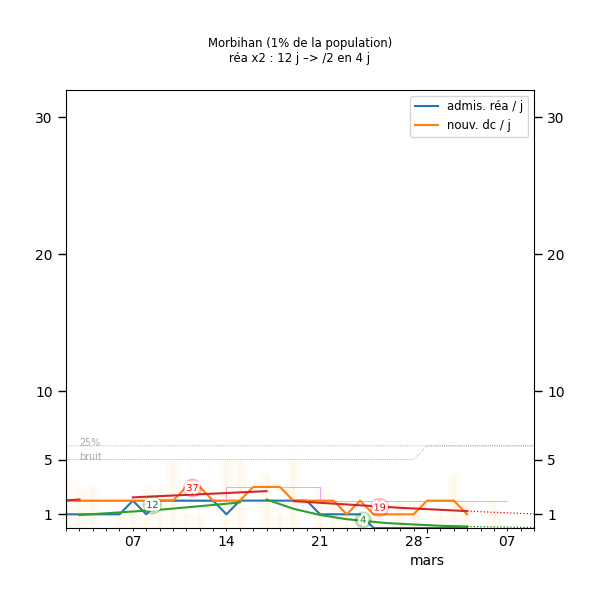 Morbihan (1% de la population)
réa x2 : 12 j –> /2 en 4 j
admis. réa / j
nouv. dc / j
30 30
20 20
10 10
25%
bruit
5 5
37
12
19
4
1 1
07 14 21 28 07
mars